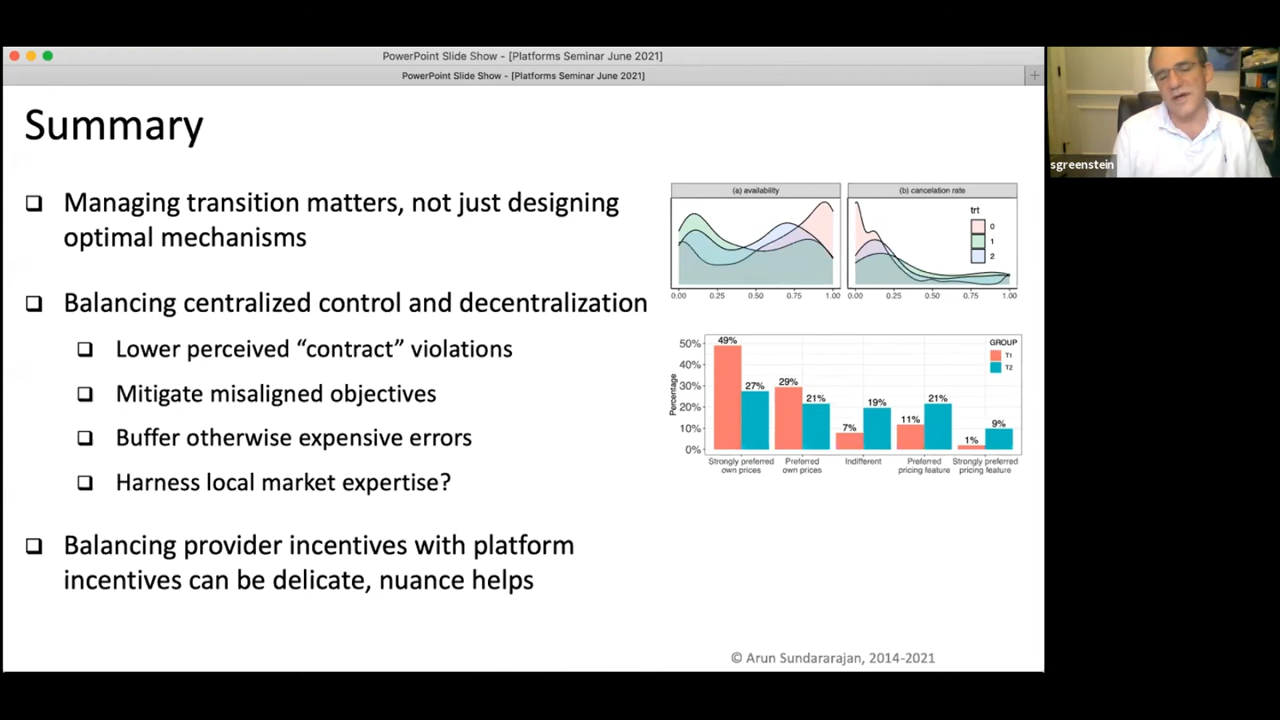 PowerPoint Slide Show - [Platforms Seminar June 2021]
PowerPoint Slide Show - [Platforms Seminar June 2021]
+
Summary
❑ Managing transition matters, not just designing
optimal mechanisms
❑ Balancing centralized control and decentralization
❑ Lower perceived “contract” violations
❑ Mitigate misaligned objectives
❑ Buffer otherwise expensive errors
❑ Harness local market expertise?
❑ Balancing provider incentives with platform
incentives can be delicate, nuance helps
(a) availability
(b) cancelation rate
trt
0
1
2
0.00 0.25 0.50 0.75 1.00
0.00 0.25 0.50 0.75 1.00
Percentage
50%
40%
30%
20%
10%
0%
49% 27% 29% 21% 7% 19% 11% 21% 1% 9%
GROUP
T1
T2
Strongly preferred
own prices
Preferred
own prices
Indifferent
Preferred
pricing feature
Strongly preferred
pricing feature
© Arun Sundararajan, 2014-2021
sgreenstein